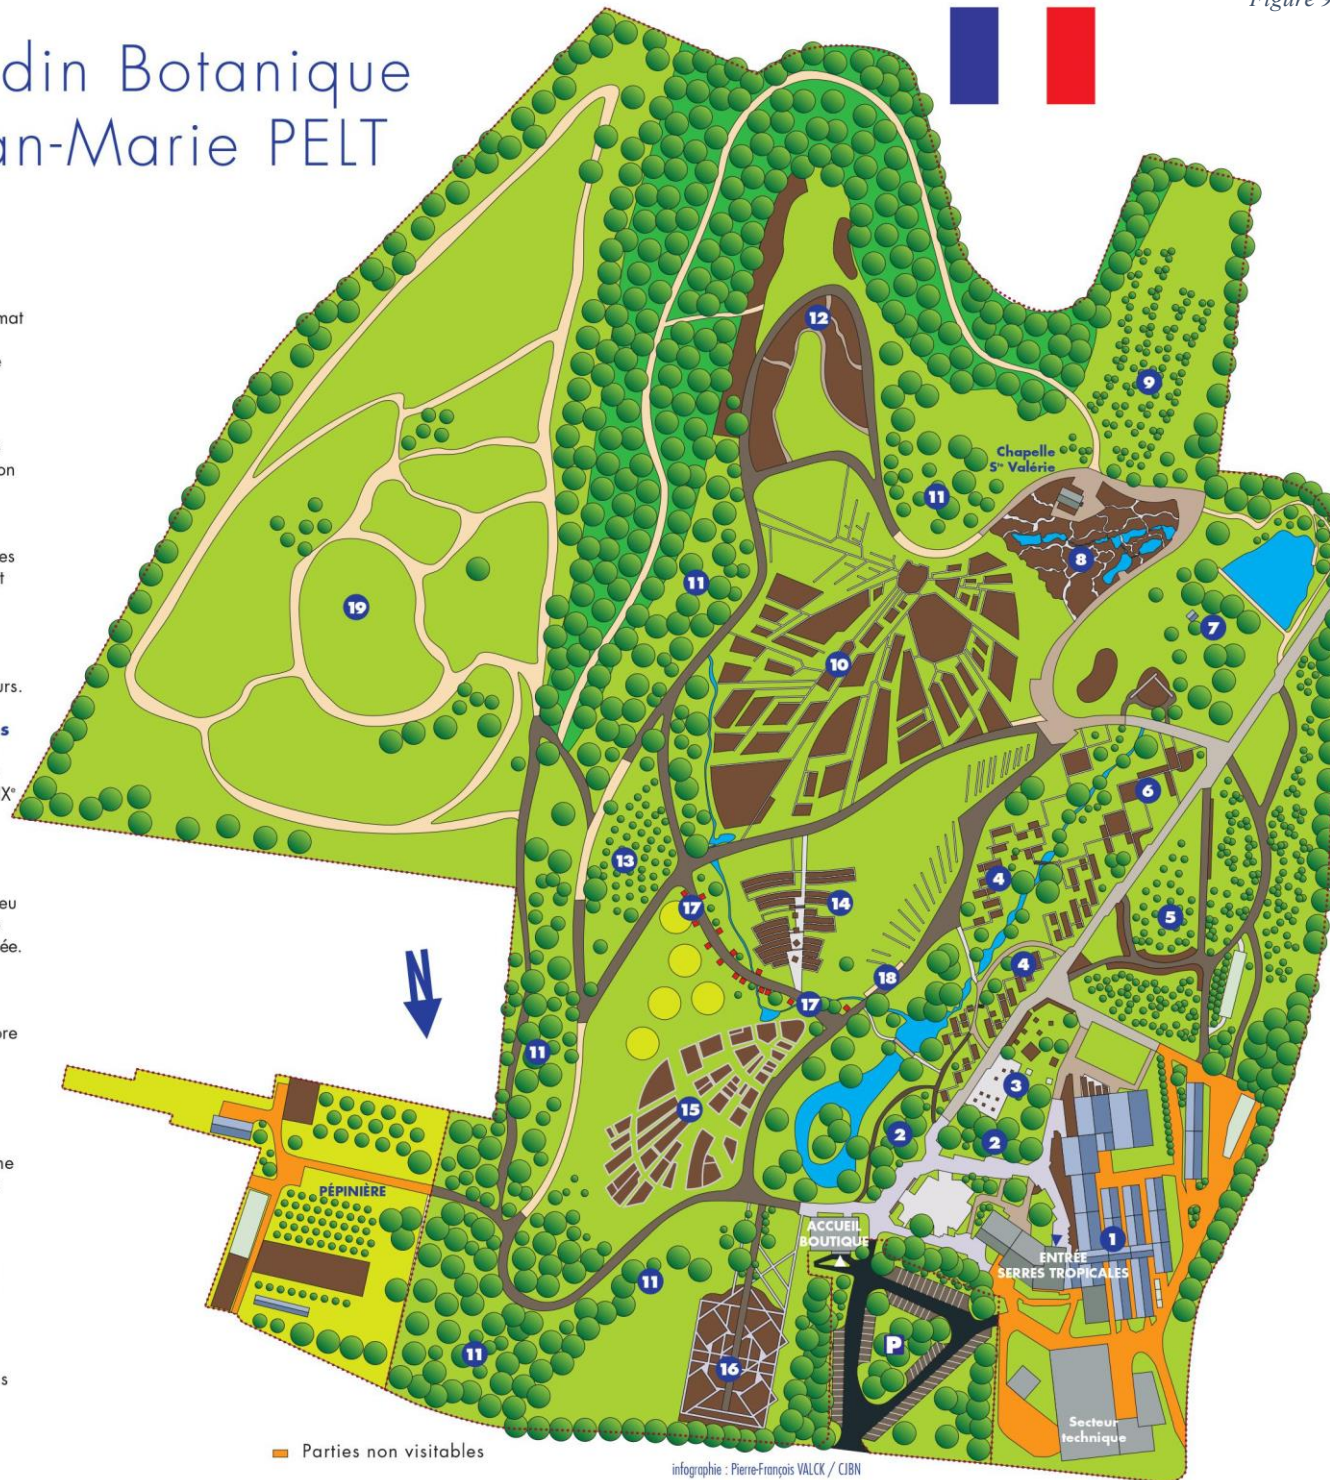 Figure 9
din Botanique
an-Marie PELT
mat
on
es
t
urs.
s
X°
eu
ée.
ore
ne
s
12
9
Chapelle
Ste Valérie
11
8
11
19
7
10
6
13
4
14
5
17
4
18
17
N
11
3
15
2
2
PÉPINIÈRE
ACCUEIL
BOUTIQUE
1
ENTRÉE
SERRES TROPICALES
11
11
P
16
Secteur
technique
Parties non visitables
infographie : Pierre-François VALCK / CJBN